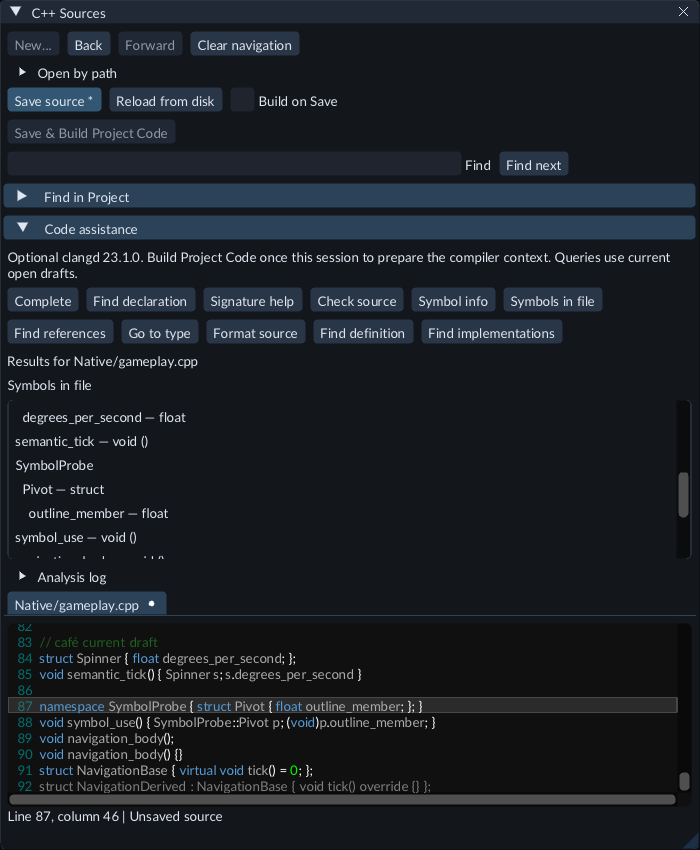 C++ Sources
New... Back Forward Clear navigation
Open by path
Save source * Reload from disk Build on Save
Save & Build Project Code
Find Find next
Find in Project
Code assistance
Optional clangd 23.1.0. Build Project Code once this session to prepare the compiler context. Queries use current
open drafts.
Complete Find declaration Signature help Check source Symbol info Symbols in file
Find references Go to type Format source Find definition Find implementations
Results for Native/gameplay.cpp
Symbols in file
degrees_per_second — float
semantic_tick — void ()
SymbolProbe
Pivot — struct
outline_member — float
symbol_use — void ()
Analysis log
Native/gameplay.cpp
82
83 // café current draft
84 struct Spinner { float degrees_per_second; };
85 void semantic_tick() { Spinner s; s.degrees_per_second }
86
87 namespace SymbolProbe { struct Pivot { float outline_member; }; }
88 void symbol_use() { SymbolProbe::Pivot p; (void)p.outline_member; }
89 void navigation_body();
90 void navigation_body() {}
91 struct NavigationBase { virtual void tick() = 0; };
92 struct NavigationDerived : NavigationBase { void tick() override {} };
Line 87, column 46 | Unsaved source